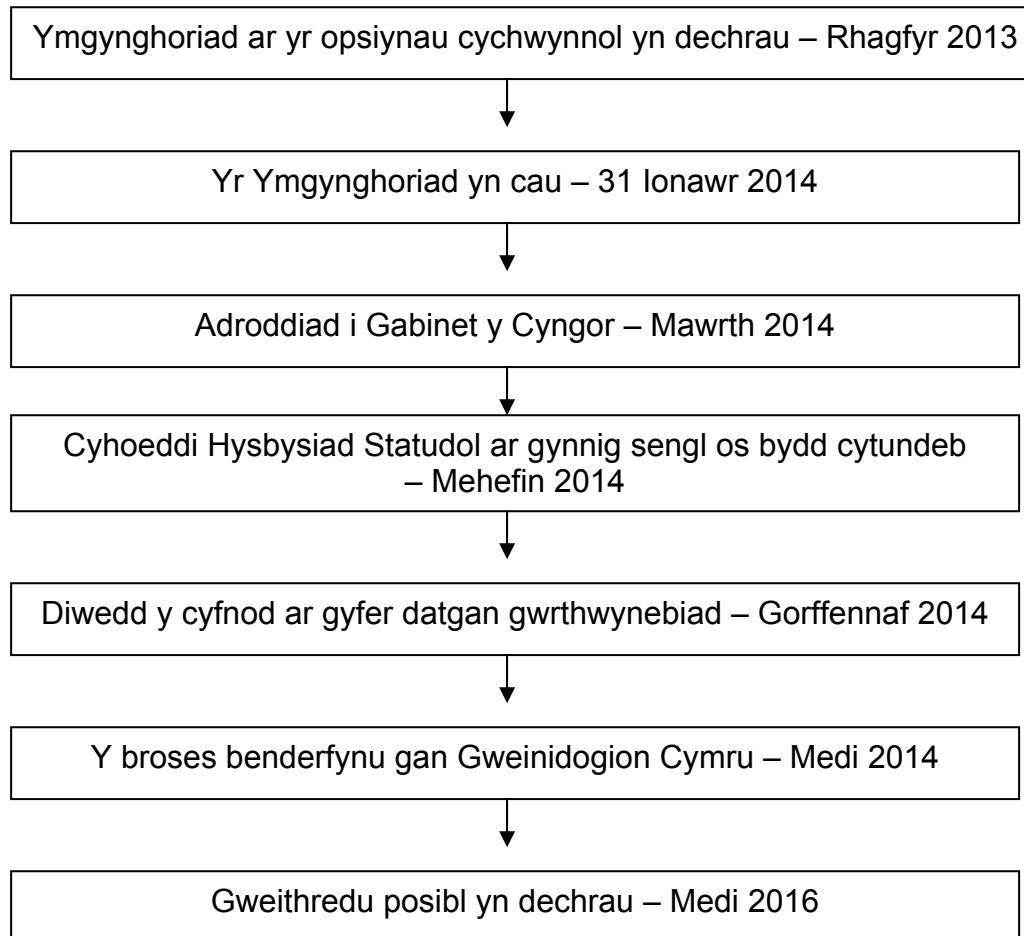 Ymgynghoriad ar yr opsiynau cychwynnol yn dechrau – Rhagfyr 2013
Yr Ymgynghoriad yn cau – 31 Ionawr 2014
Adroddiad i Gabinet y Cyngor – Mawrth 2014
Cyhoeddi Hysbysiad Statudol ar gynnig sengl os bydd cytundeb
– Mehefin 2014
Diwedd y cyfnod ar gyfer datgan gwrthwynebiad – Gorffennaf 2014
Y broses benderfynu gan Gweinidogion Cymru – Medi 2014
Gweithredu posibl yn dechrau – Medi 2016